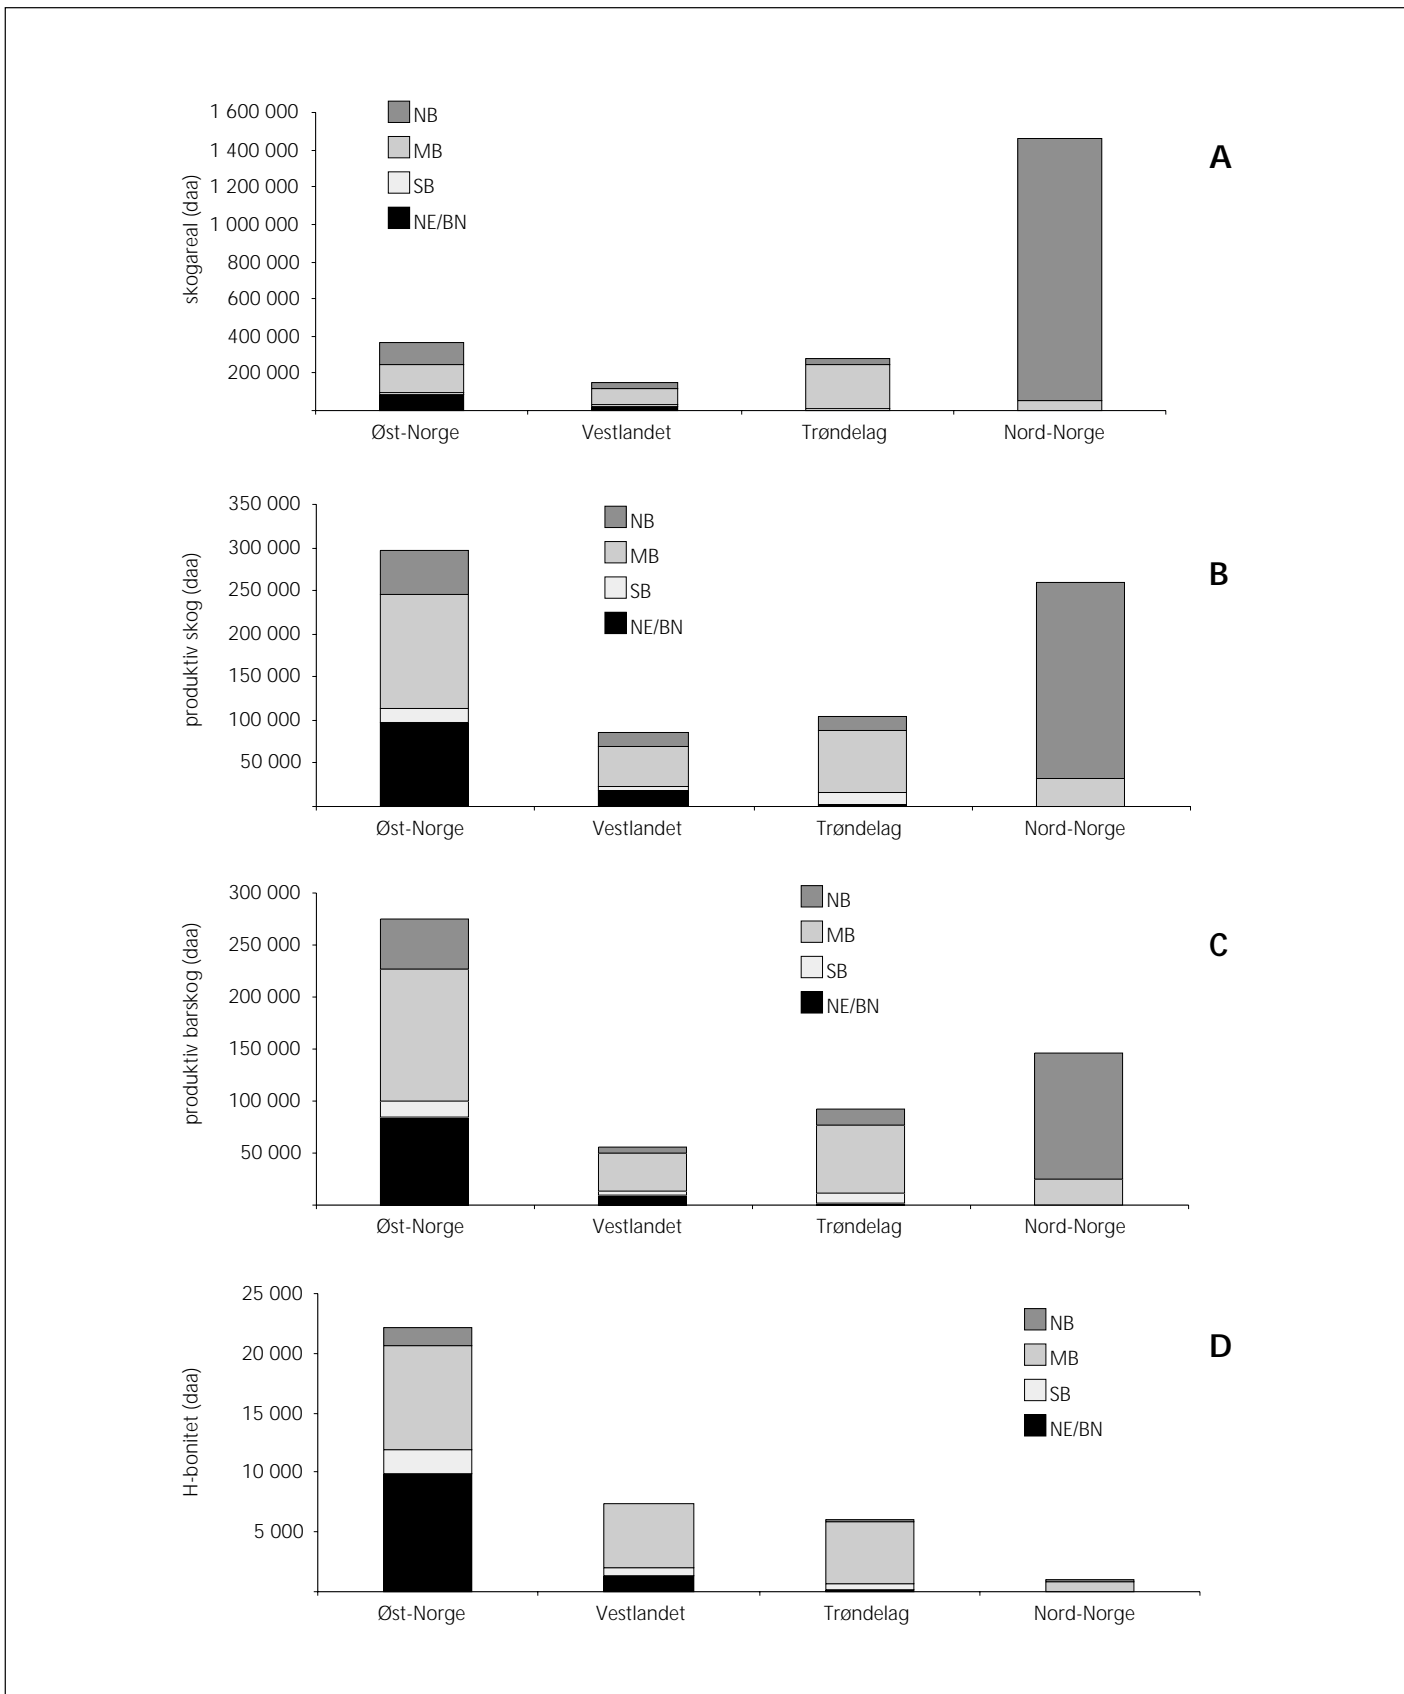 1 600 000
1 400 000
1 200 000
1 000 000
800 000
600 000
400 000
200 000
skogareal (daa)
NB
MB
SB
NE/BN
A
Øst-Norge Vestlandet Trøndelag Nord-Norge
350 000
300 000
250 000
200 000
150 000
100 000
50 000
produktiv skog (daa)
NB
MB
SB
NE/BN
B
Øst-Norge Vestlandet Trøndelag Nord-Norge
300 000
250 000
200 000
150 000
100 000
50 000
produktiv barskog (daa)
NB
MB
SB
NE/BN
C
Øst-Norge Vestlandet Trøndelag Nord-Norge
25 000
20 000
15 000
10 000
5 000
H-bonitet (daa)
NB
MB
SB
NE/BN
D
Øst-Norge Vestlandet Trøndelag Nord-Norge